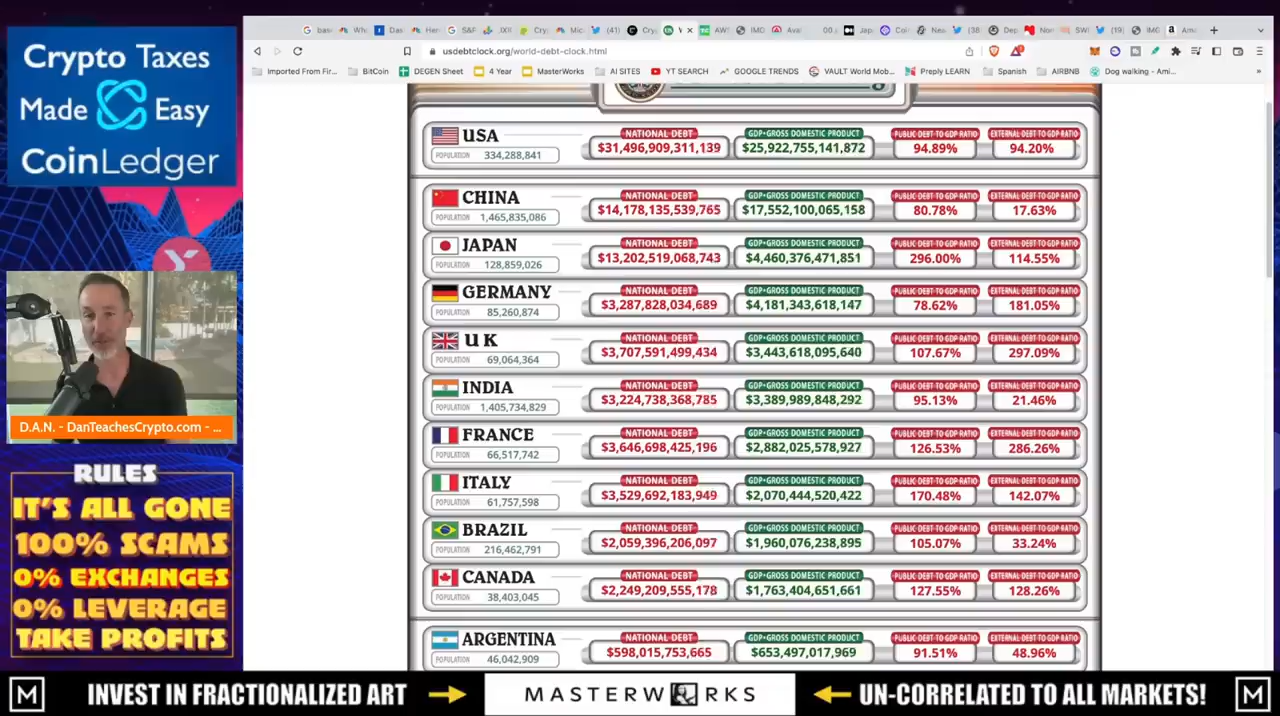 Crypto Taxes
Made Easy
CoinLedger
D.A.N. - DanTeachesCrypto.com - ...
RULES
IT'S ALL GONE
100% SCAMS
0% EXCHANGES
0% LEVERAGE
TAKE PROFITS
usdebtclock.org/world-debt-clock.html
Imported From Fir... BitCoin DEGEN Sheet 4 Year MasterWorks AI SITES YT SEARCH GOOGLE TRENDS VAULT World Mob... Preply LEARN Spanish AIRBNB Dog walking - Ami... »
USA NATIONAL DEBT GDP•GROSS DOMESTIC PRODUCT PUBLIC DEBT TO GDP RATIO EXTERNAL DEBT TO GDP RATIO
POPULATION 334,288,841 $31,496,909,311,139 $25,922,755,141,872 94.89% 94.20%
CHINA NATIONAL DEBT GDP•GROSS DOMESTIC PRODUCT PUBLIC DEBT TO GDP RATIO EXTERNAL DEBT TO GDP RATIO
POPULATION 1,465,835,086 $14,178,135,539,765 $17,552,100,065,158 80.78% 17.63%
JAPAN NATIONAL DEBT GDP•GROSS DOMESTIC PRODUCT PUBLIC DEBT TO GDP RATIO EXTERNAL DEBT TO GDP RATIO
POPULATION 128,859,026 $13,202,519,068,743 $4,460,376,471,851 296.00% 114.55%
GERMANY NATIONAL DEBT GDP•GROSS DOMESTIC PRODUCT PUBLIC DEBT TO GDP RATIO EXTERNAL DEBT TO GDP RATIO
POPULATION 85,260,874 $3,287,828,034,689 $4,181,343,618,147 78.62% 181.05%
U K NATIONAL DEBT GDP•GROSS DOMESTIC PRODUCT PUBLIC DEBT TO GDP RATIO EXTERNAL DEBT TO GDP RATIO
POPULATION 69,064,364 $3,707,591,499,434 $3,443,618,095,640 107.67% 297.09%
INDIA NATIONAL DEBT GDP•GROSS DOMESTIC PRODUCT PUBLIC DEBT TO GDP RATIO EXTERNAL DEBT TO GDP RATIO
POPULATION 1,405,734,829 $3,224,738,368,785 $3,389,989,848,292 95.13% 21.46%
FRANCE NATIONAL DEBT GDP•GROSS DOMESTIC PRODUCT PUBLIC DEBT TO GDP RATIO EXTERNAL DEBT TO GDP RATIO
POPULATION 66,517,742 $3,646,698,425,196 $2,882,025,578,927 126.53% 286.26%
ITALY NATIONAL DEBT GDP•GROSS DOMESTIC PRODUCT PUBLIC DEBT TO GDP RATIO EXTERNAL DEBT TO GDP RATIO
POPULATION 61,757,598 $3,529,692,183,949 $2,070,444,520,422 170.48% 142.07%
BRAZIL NATIONAL DEBT GDP•GROSS DOMESTIC PRODUCT PUBLIC DEBT TO GDP RATIO EXTERNAL DEBT TO GDP RATIO
POPULATION 216,462,791 $2,059,396,206,097 $1,960,076,238,895 105.07% 33.24%
CANADA NATIONAL DEBT GDP•GROSS DOMESTIC PRODUCT PUBLIC DEBT TO GDP RATIO EXTERNAL DEBT TO GDP RATIO
POPULATION 38,403,045 $2,249,209,555,178 $1,763,404,651,661 127.55% 128.26%
ARGENTINA NATIONAL DEBT GDP•GROSS DOMESTIC PRODUCT PUBLIC DEBT TO GDP RATIO EXTERNAL DEBT TO GDP RATIO
POPULATION 46,042,909 $598,015,753,665 $653,497,017,969 91.51% 48.96%
M INVEST IN FRACTIONALIZED ART MASTERWORKS UN-CORRELATED TO ALL MARKETS! M